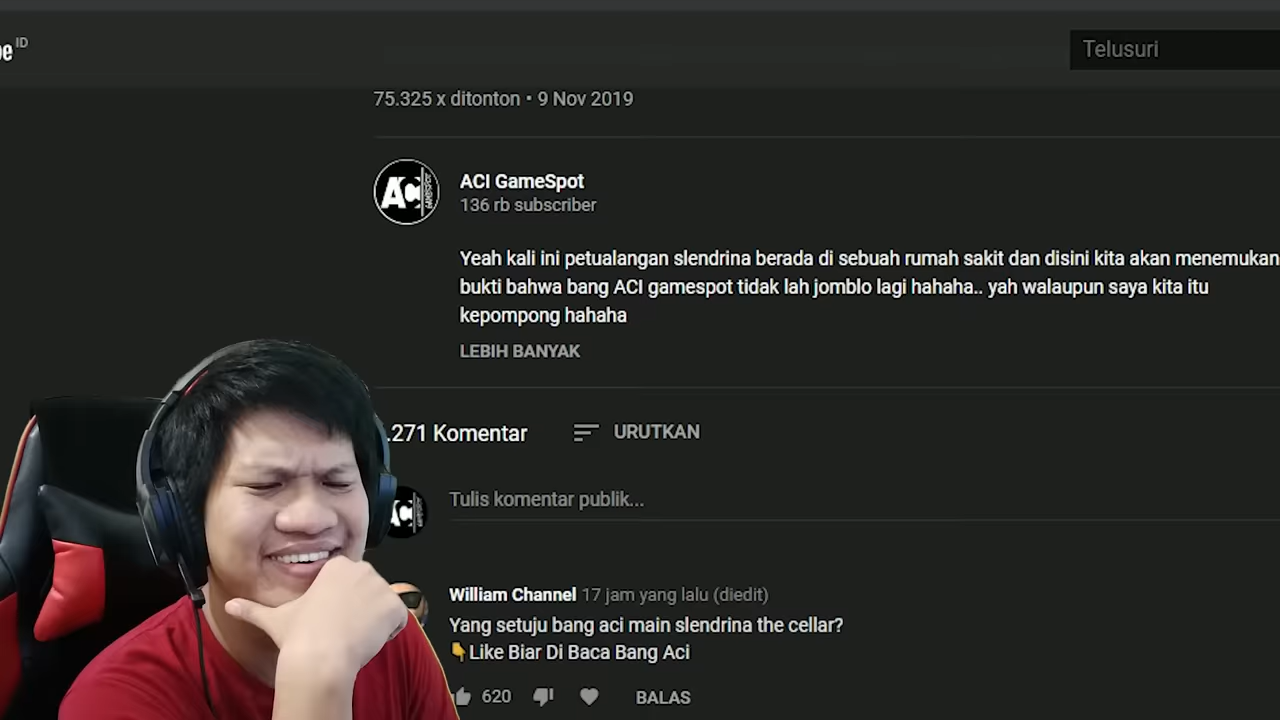 be ID
Telusuri
75.325 x ditonton • 9 Nov 2019
AC
ACI GameSpot
136 rb subscriber
Yeah kali ini petualangan slendrina berada di sebuah rumah sakit dan disini kita akan menemukan
bukti bahwa bang ACI gamespot tidak lah jomblo lagi hahaha.. yah walaupun saya kita itu
kepompong hahaha
LEBIH BANYAK
.271 Komentar
URUTKAN
Tulis komentar publik...
William Channel 17 jam yang lalu (diedit)
Yang setuju bang aci main slendrina the cellar?
👇Like Biar Di Baca Bang Aci
620
BALAS